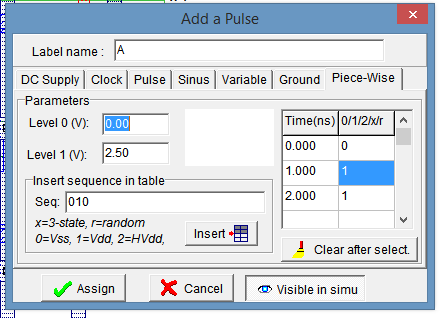 Add a Pulse
Label name : A
DC Supply Clock Pulse Sinus Variable Ground Piece-Wise
Parameters
Level 0 (V): 0.00
Level 1 (V): 2.50
Insert sequence in table
Seq: 010
x=3-state, r=random
0=Vss, 1=Vdd, 2=HVdd,
Insert
Time(ns) 0/1/2/x/r
0.000 0
1.000 1
2.000 1
Clear after select.
Assign Cancel Visible in simu